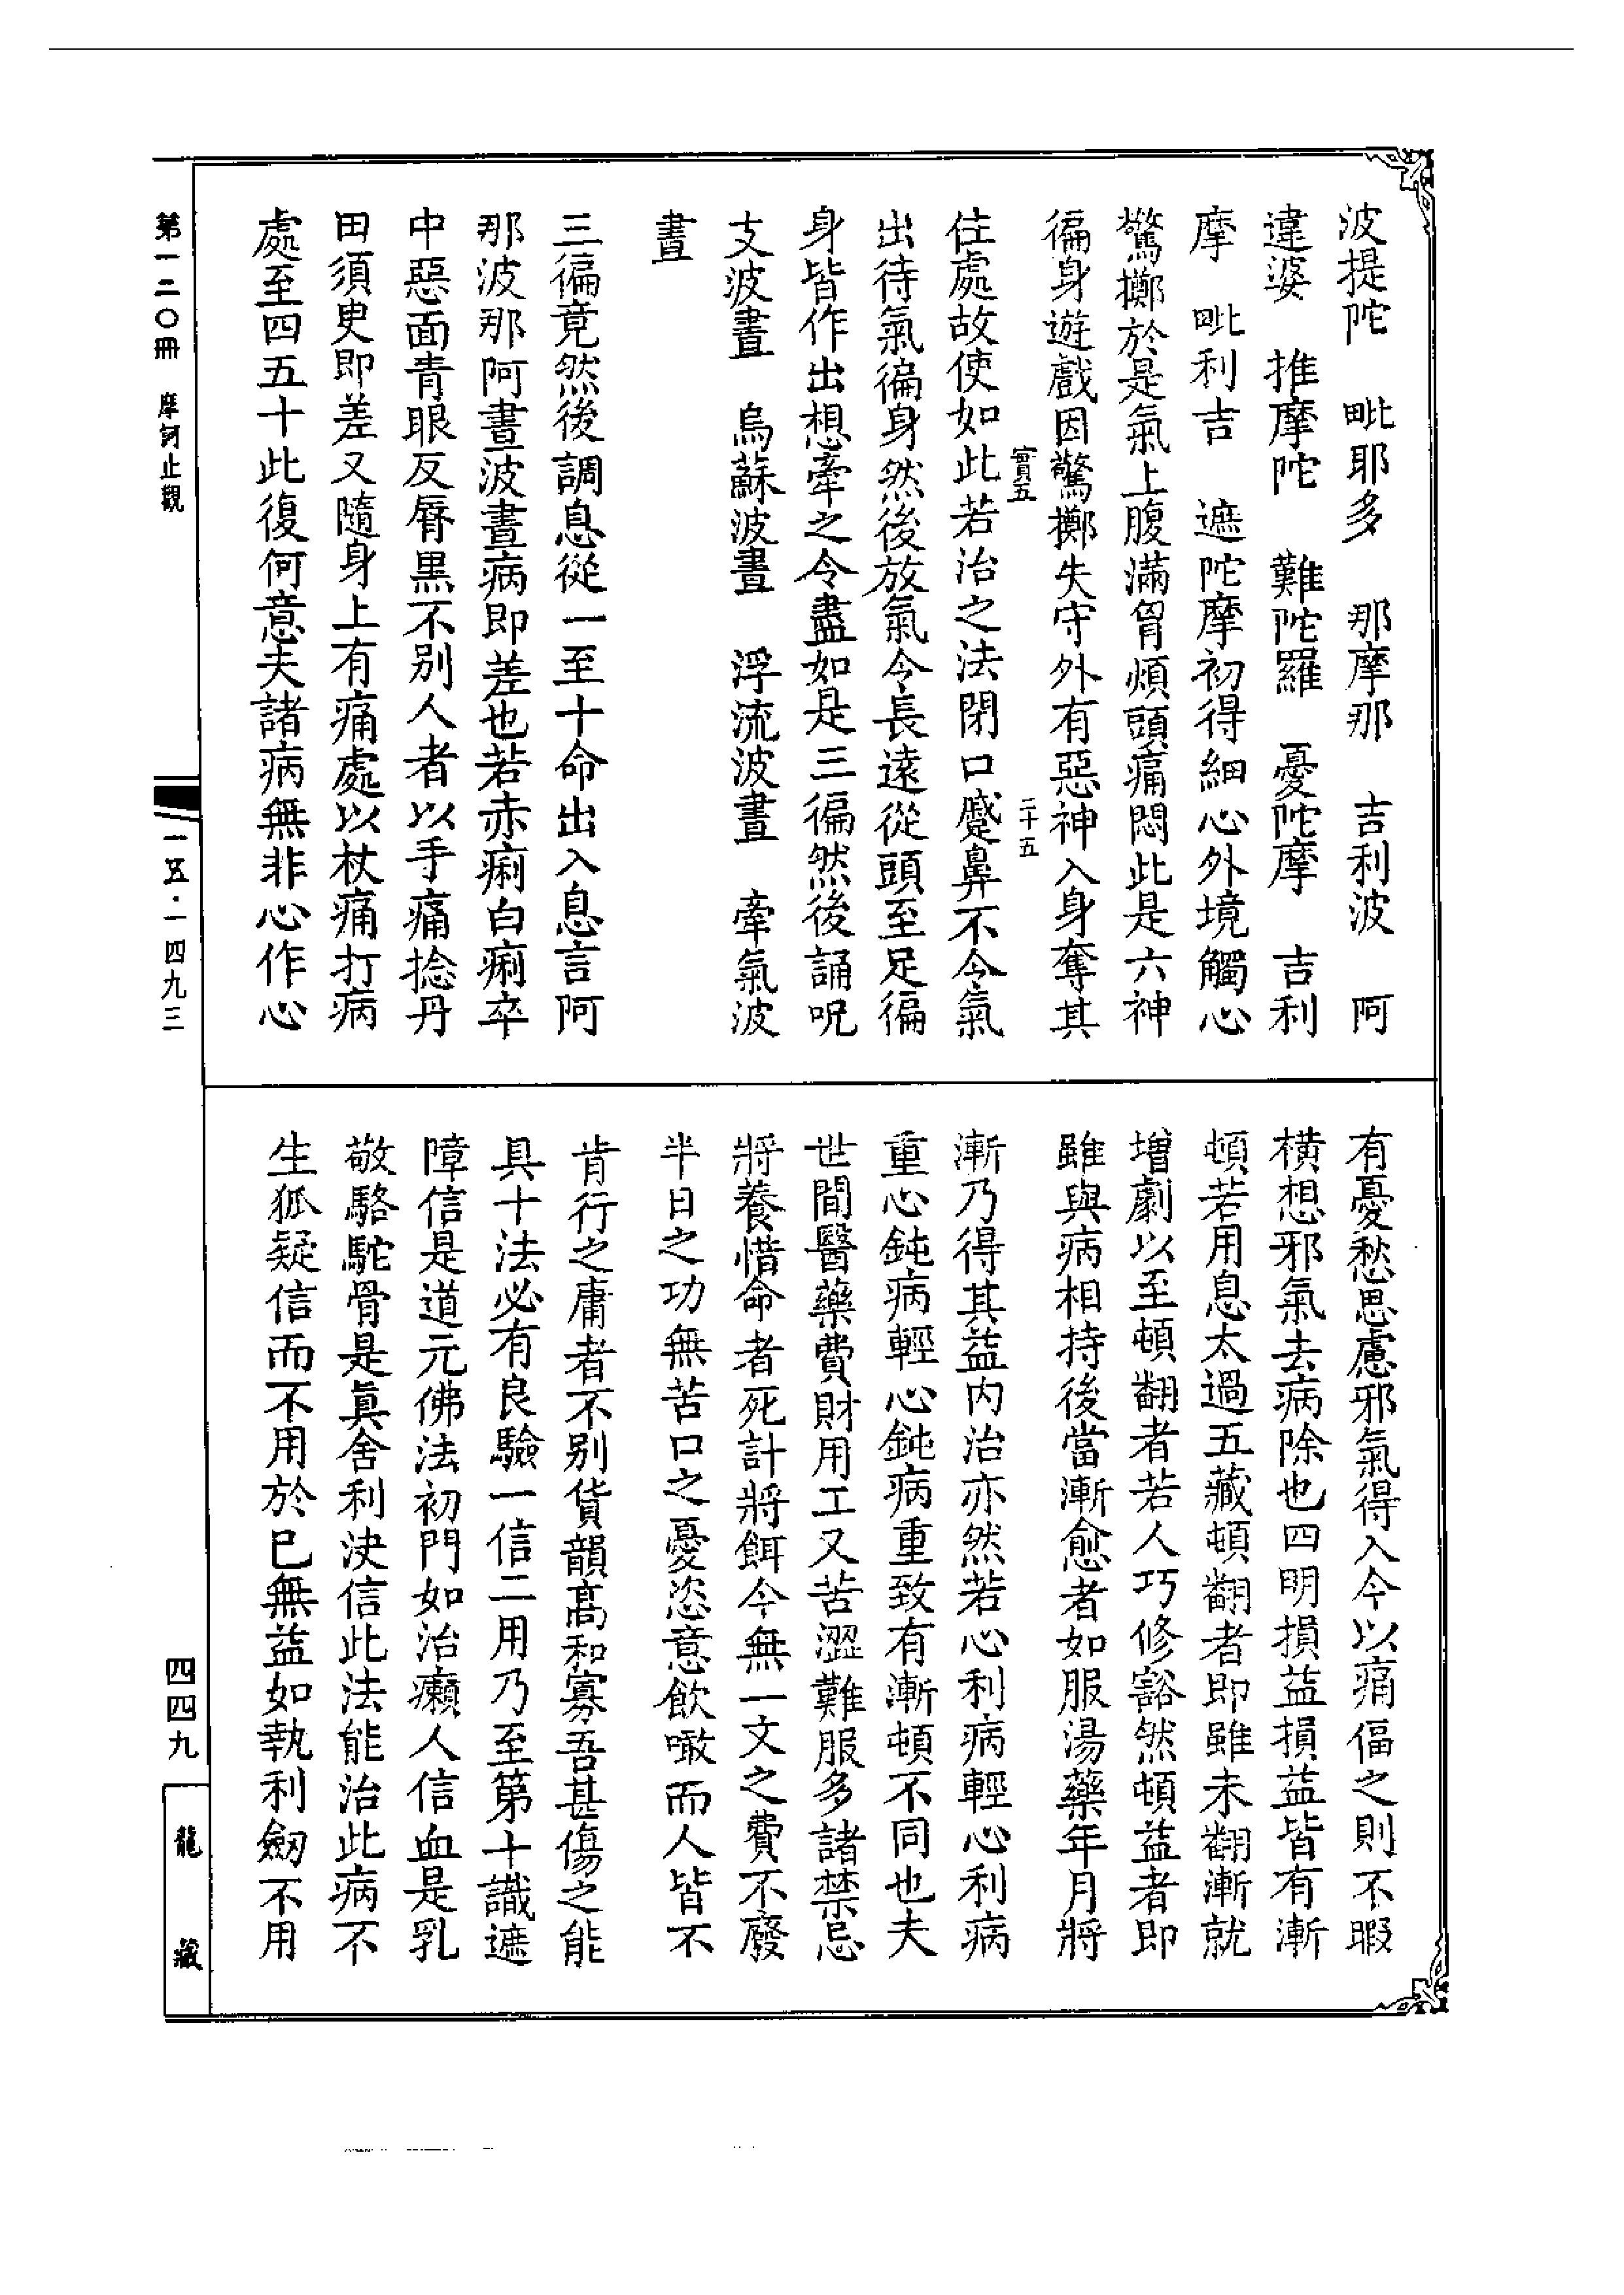 波提陀　毗耶多　那摩那　吉利波　阿
違婆　推摩陀　難陀羅　憂陀摩　吉利
摩　毗利吉　遮陀摩初得細心外境觸心
驚擲於是氣上腹滿胷煩頭痛悶此是六神
徧身遊戲因驚擲失守外有惡神入身奪其
實五　二十五
住處故使如此若治之法閉口蹙鼻不令氣
出待氣徧身然後放氣令長遠從頭至足徧
身皆作出想牽之令盡如是三徧然後誦呪
支波晝　烏蘇波晝　浮流波晝　牽氣波
晝
三徧竟然後調息從一至十命出入息言阿
那波那阿晝波晝病即差也若赤痢白痢卒
中惡面青眼反脣黑不別人者以手痛捻丹
田須臾即差又隨身上有痛處以杖痛打病
處至四五十此復何意夫諸病無非心作心
有憂愁思慮邪氣得入今以痛偪之則不暇
橫想邪氣去病除也四明損益損益皆有漸
頓若用息太過五藏頓翻者即雖未翻漸就
增劇以至頓翻者若人巧修豁然頓益者即
雖與病相持後當漸愈者如服湯藥年月將
漸乃得其益內治亦然若心利病輕心利病
重心鈍病輕心鈍病重致有漸頓不同也夫
世間醫藥費財用工又苦澀難服多諸禁忌
將養惜命者死計將餌今無一文之費不廢
半日之功無苦口之憂恣意飲噉而人皆不
肯行之庸者不別貨韻高和寡吾甚傷之能
具十法必有良驗一信二用乃至第十識遮
障信是道元佛法初門如治癩人信血是乳
敬駱駝骨是眞舍利決信此法能治此病不
生狐疑信而不用於已無益如執利劒不用
第一二〇冊　摩訶止觀
一五·一四九三
四四九
龍藏